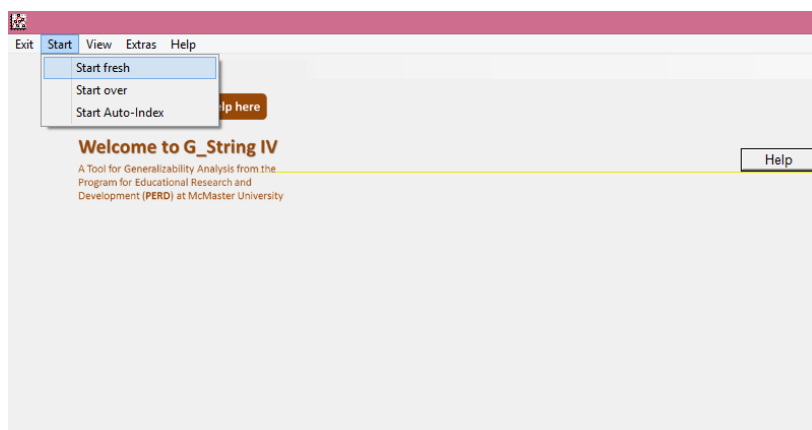 Exit Start View Extras Help
Start fresh
Start over
Start Auto-Index
lp here
Welcome to G_String IV
Help
A Tool for Generalizability Analysis from the
Program for Educational Research and
Development (PERD) at McMaster University